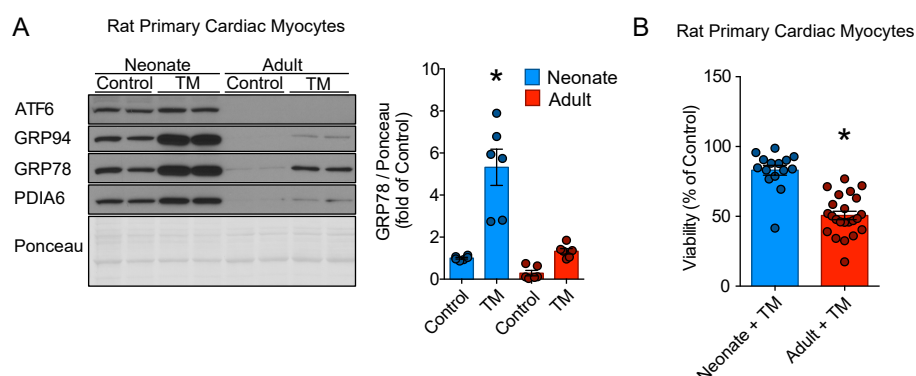 A
Rat Primary Cardiac Myocytes
Neonate Adult
Control TM Control TM
ATF6
GRP94
GRP78
PDIA6
Ponceau
GRP78 / Ponceau
(fold of Control)
10
8
6
4
2
0
*
Neonate
Adult
Control
TM
Control
TM
B
Rat Primary Cardiac Myocytes
Viability (% of Control)
150
100
50
0
*
Neonate + TM
Adult + TM